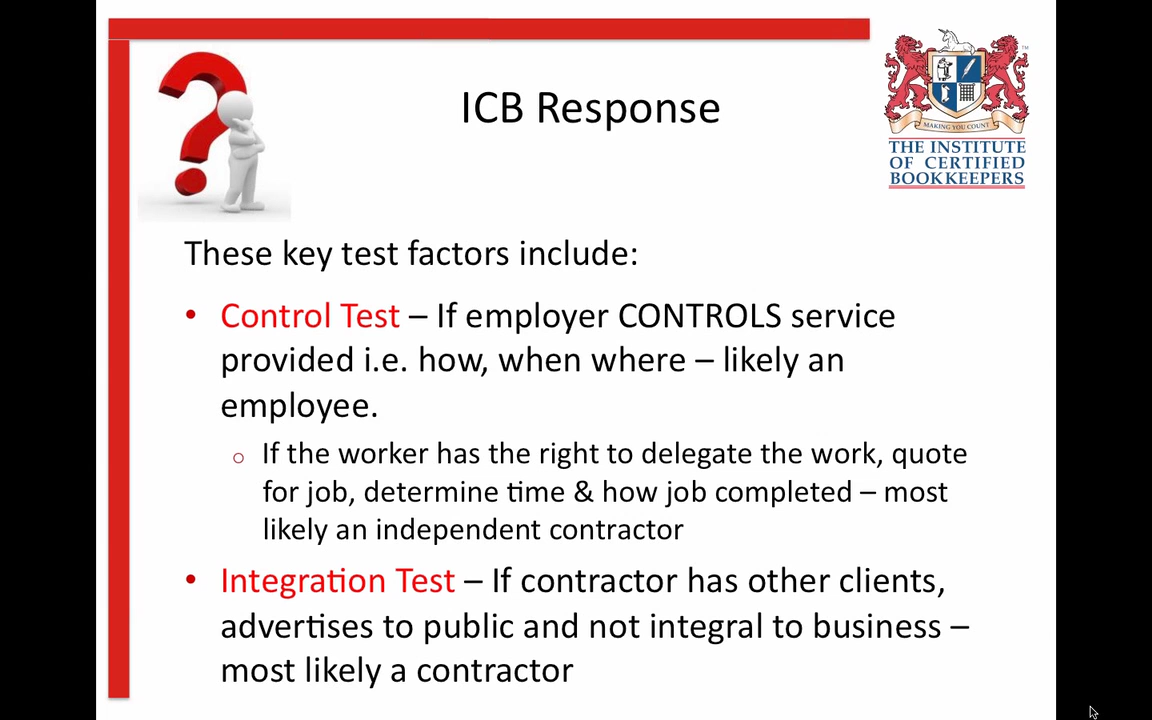 ICB Response
MAKING YOU COUNT
TM
THE INSTITUTE
OF CERTIFIED
BOOKKEEPERS
These key test factors include:
• Control Test – If employer CONTROLS service
provided i.e. how, when where – likely an
employee.
o If the worker has the right to delegate the work, quote
for job, determine time & how job completed – most
likely an independent contractor
• Integration Test – If contractor has other clients,
advertises to public and not integral to business –
most likely a contractor